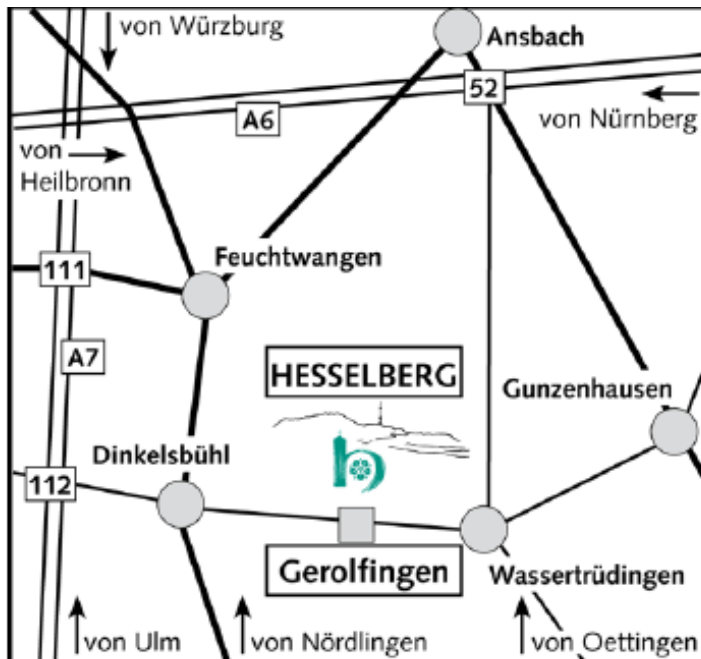 von Würzburg
Ansbach
52
A6
von Nürnberg
von
Heilbronn
Feuchtwangen
111
A7
HESSELBERG
Gunzenhausen
Dinkelsbühl
112
Gerolfingen
Wassertrüdingen
von Ulm
von Nördlingen
von Oettingen